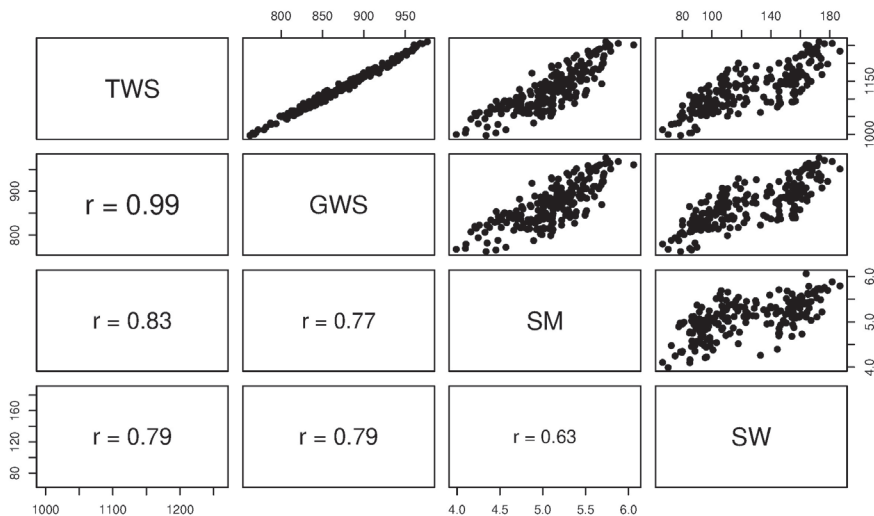 800 850 900 950
80 100 140 180
TWS
1000 1150
800 900
r = 0.99
GWS
r = 0.83
r = 0.77
SM
4.0 5.0 6.0
80 120 160
r = 0.79
r = 0.79
r = 0.63
SW
1000 1100 1200
4.0 4.5 5.0 5.5 6.0